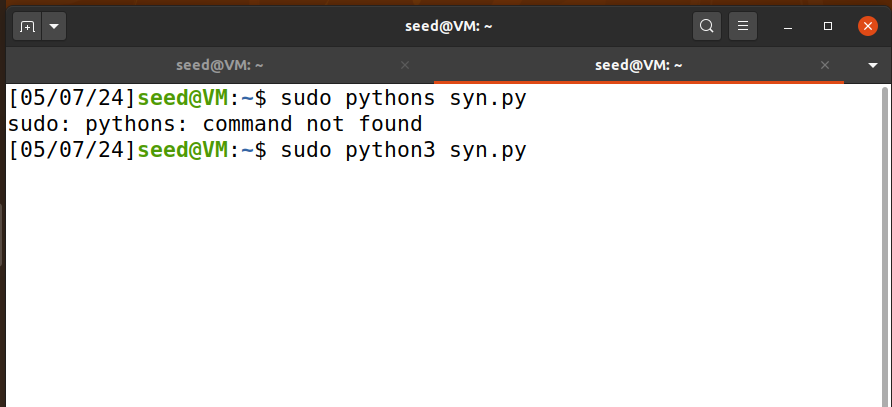 seed@VM: ~
seed@VM: ~
seed@VM: ~
[05/07/24]seed@VM:~$ sudo pythons syn.py
sudo: pythons: command not found
[05/07/24]seed@VM:~$ sudo python3 syn.py